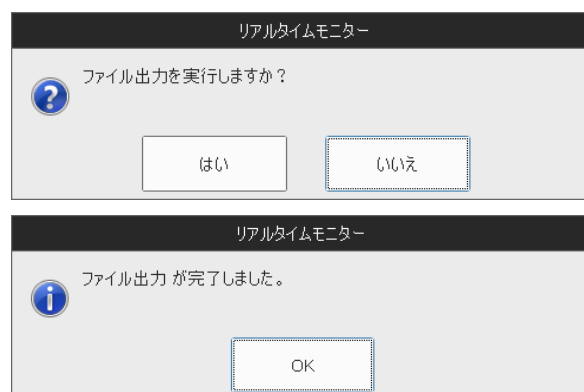 リアルタイムモニター
ファイル出力を実行しますか？
はい
いいえ
リアルタイムモニター
ファイル出力 が完了しました。
OK